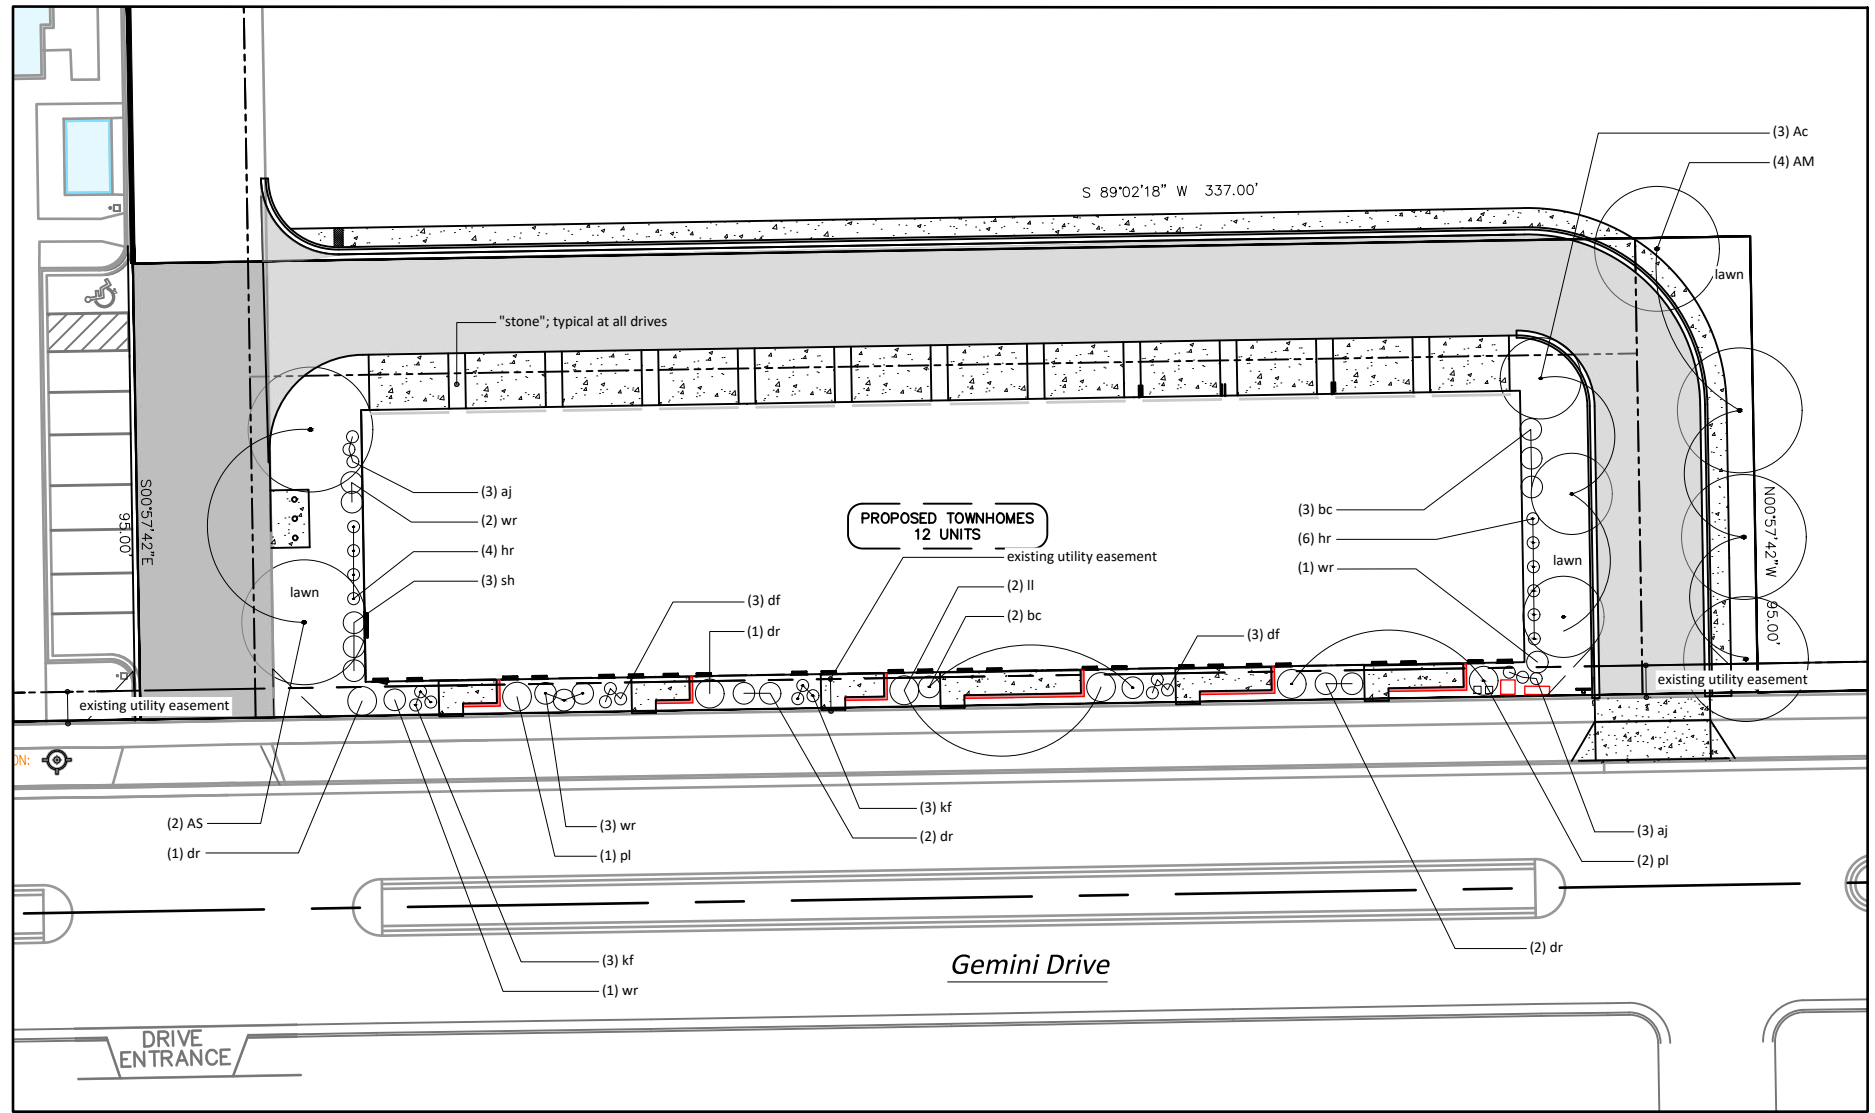 (3) Ac
(4) AM
S 89°02'18" W 337.00'
lawn
"stone"; typical at all drives
S00°57'42"E
95.00'
(3) aj
(2) wr
(4) hr
(3) sh
lawn
PROPOSED TOWNHOMES
12 UNITS
existing utility easement
(3) df
(1) dr
(2) ll
(2) bc
(3) df
(3) bc
(6) hr
(1) wr
lawn
N00°57'42"W
95.00'
existing utility easement
existing utility easement
ON:
(2) AS
(1) dr
(3) wr
(1) pl
(3) kf
(2) dr
(3) aj
(2) pl
(3) kf
(1) wr
(2) dr
Gemini Drive
DRIVE
ENTRANCE